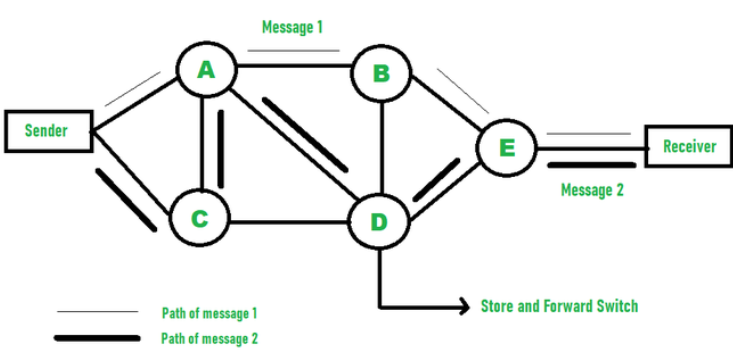 Message 1
A
B
Sender
E
Receiver
Message 2
C
D
Store and Forward Switch
Path of message 1
Path of message 2